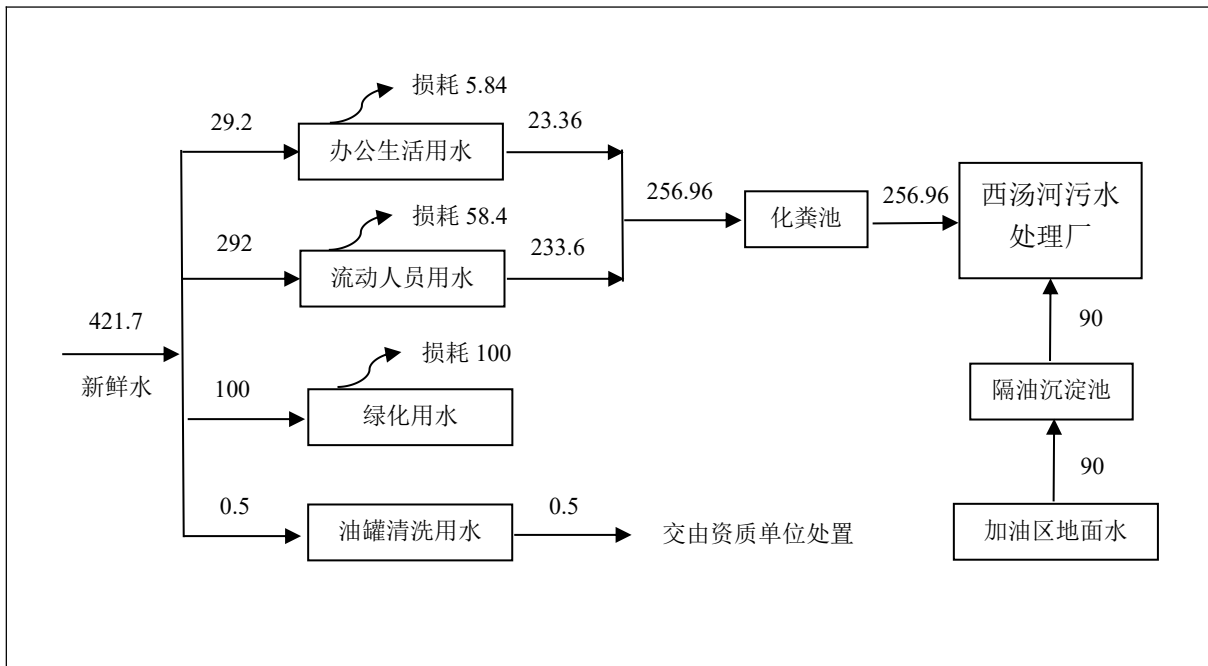 损耗 5.84
29.2
办公生活用水
23.36
损耗 58.4
292
流动人员用水
233.6
256.96
化粪池
256.96
西汤河污水
处理厂
421.7
新鲜水
损耗 100
100
绿化用水
90
隔油沉淀池
90
加油区地面水
0.5
油罐清洗用水
0.5
交由资质单位处置